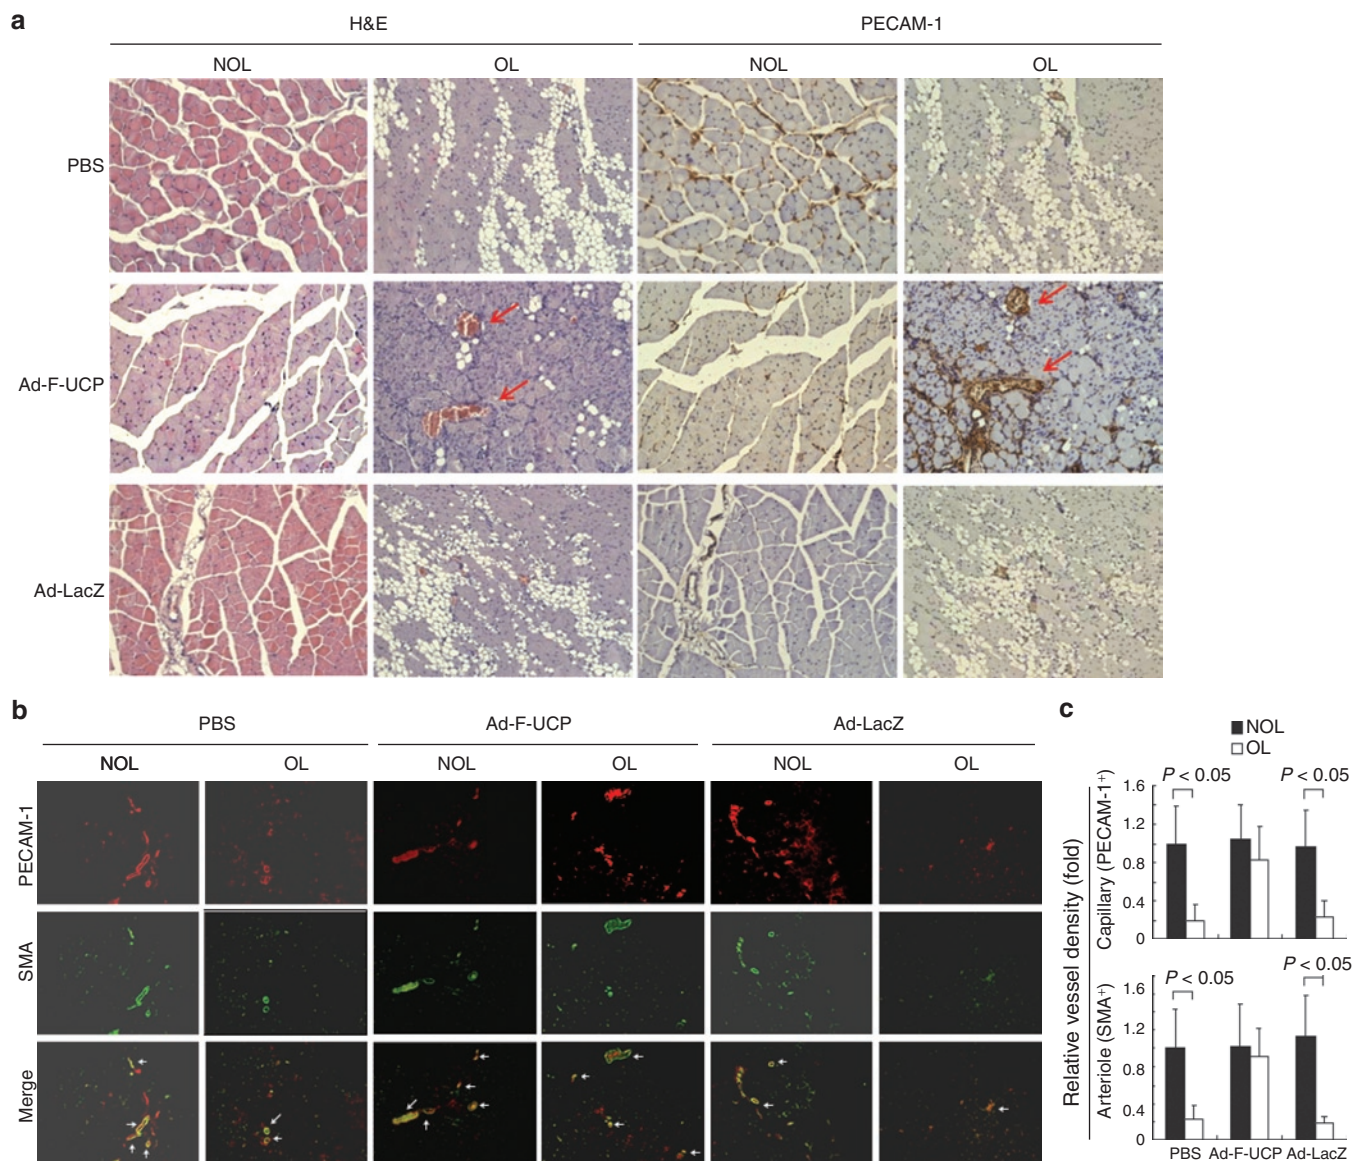 a
H&E
PECAM-1
NOL
OL
NOL
OL
PBS
Ad-F-UCP
Ad-LacZ
b
PBS
Ad-F-UCP
Ad-LacZ
NOL
OL
NOL
OL
NOL
OL
PECAM-1
SMA
Merge
c
NOL
OL
Relative vessel density (fold)
Capillary (PECAM-1⁺)
P < 0.05
P < 0.05
1.6
1.2
0.8
0.4
0
Arteriole (SMA⁺)
P < 0.05
P < 0.05
1.6
1.2
0.8
0.4
0
PBS Ad-F-UCP Ad-LacZ